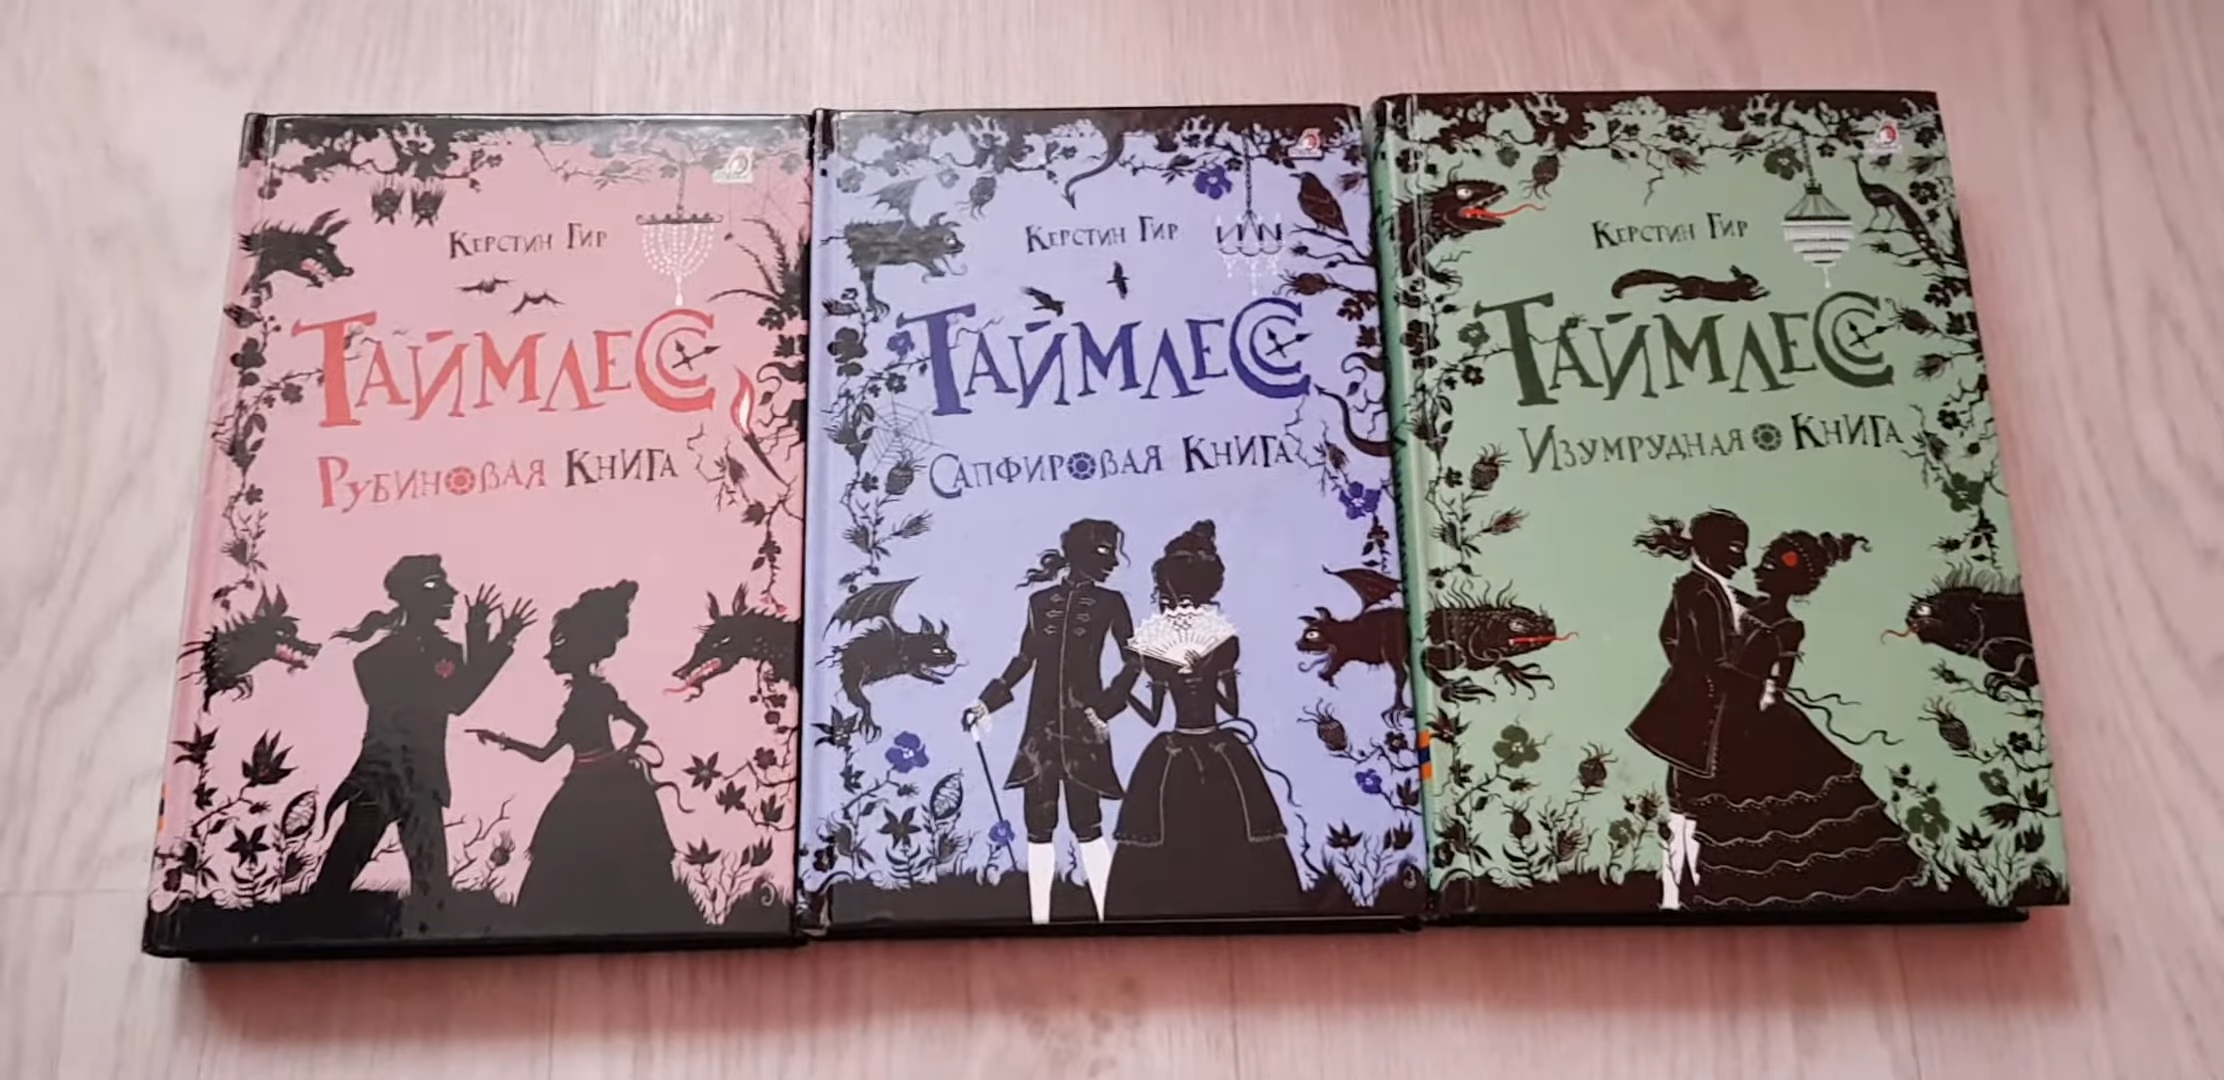 Керстин Гир
Таймлесс
Рубиновая Книга
Керстин Гир
Таймлесс
Сапфировая Книга
Керстин Гир
Таймлесс
Изумрудная Книга